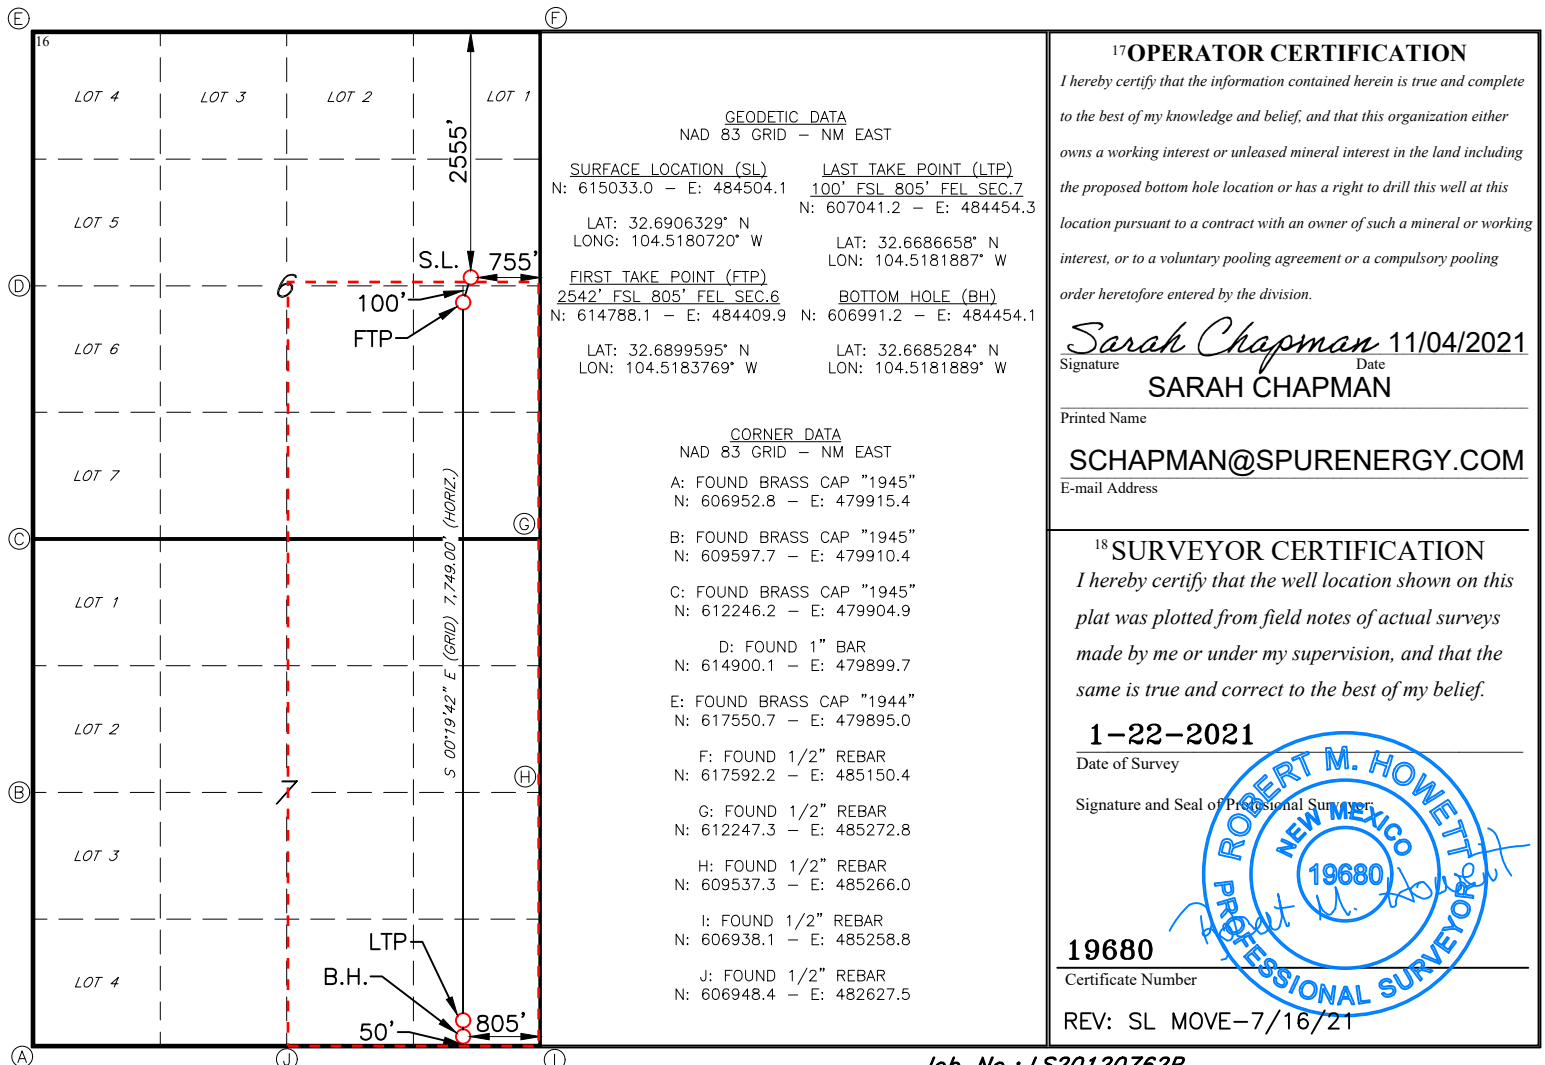 E
F
16
LOT 4
LOT 3
LOT 2
LOT 1
2555'
LOT 5
S.L.
755'
D
6
100'
FTP
LOT 6
LOT 7
G
C
S 00°19'42" E (GRID) 7,749.00' (HORIZ.)
LOT 1
LOT 2
H
B
7
LOT 3
LTP
B.H.
LOT 4
50'
805'
A
J
I
GEODETIC DATA
NAD 83 GRID – NM EAST
SURFACE LOCATION (SL)
N: 615033.0 – E: 484504.1
LAT: 32.6906329° N
LONG: 104.5180720° W
FIRST TAKE POINT (FTP)
2542' FSL 805' FEL SEC.6
N: 614788.1 – E: 484409.9
LAT: 32.6899595° N
LON: 104.5183769° W
LAST TAKE POINT (LTP)
100' FSL 805' FEL SEC.7
N: 607041.2 – E: 484454.3
LAT: 32.6686658° N
LON: 104.5181887° W
BOTTOM HOLE (BH)
N: 606991.2 – E: 484454.1
LAT: 32.6685284° N
LON: 104.5181889° W
CORNER DATA
NAD 83 GRID – NM EAST
A: FOUND BRASS CAP "1945"
N: 606952.8 – E: 479915.4
B: FOUND BRASS CAP "1945"
N: 609597.7 – E: 479910.4
C: FOUND BRASS CAP "1945"
N: 612246.2 – E: 479904.9
D: FOUND 1" BAR
N: 614900.1 – E: 479899.7
E: FOUND BRASS CAP "1944"
N: 617550.7 – E: 479895.0
F: FOUND 1/2" REBAR
N: 617592.2 – E: 485150.4
G: FOUND 1/2" REBAR
N: 612247.3 – E: 485272.8
H: FOUND 1/2" REBAR
N: 609537.3 – E: 485266.0
I: FOUND 1/2" REBAR
N: 606938.1 – E: 485258.8
J: FOUND 1/2" REBAR
N: 606948.4 – E: 482627.5
Job No.: LS20120762R
17 OPERATOR CERTIFICATION
I hereby certify that the information contained herein is true and complete
to the best of my knowledge and belief, and that this organization either
owns a working interest or unleased mineral interest in the land including
the proposed bottom hole location or has a right to drill this well at this
location pursuant to a contract with an owner of such a mineral or working
interest, or to a voluntary pooling agreement or a compulsory pooling
order heretofore entered by the division.
Sarah Chapman 11/04/2021
Signature Date
SARAH CHAPMAN
Printed Name
SCHAPMAN@SPURENERGY.COM
E-mail Address
18 SURVEYOR CERTIFICATION
I hereby certify that the well location shown on this
plat was plotted from field notes of actual surveys
made by me or under my supervision, and that the
same is true and correct to the best of my belief.
1-22-2021
Date of Survey
Signature and Seal of Profesional Surveyor:
ROBERT M. HOWETT
NEW MEXICO
19680
PROFESSIONAL SURVEYOR
Robert M. Howett
19680
Certificate Number
REV: SL MOVE-7/16/21